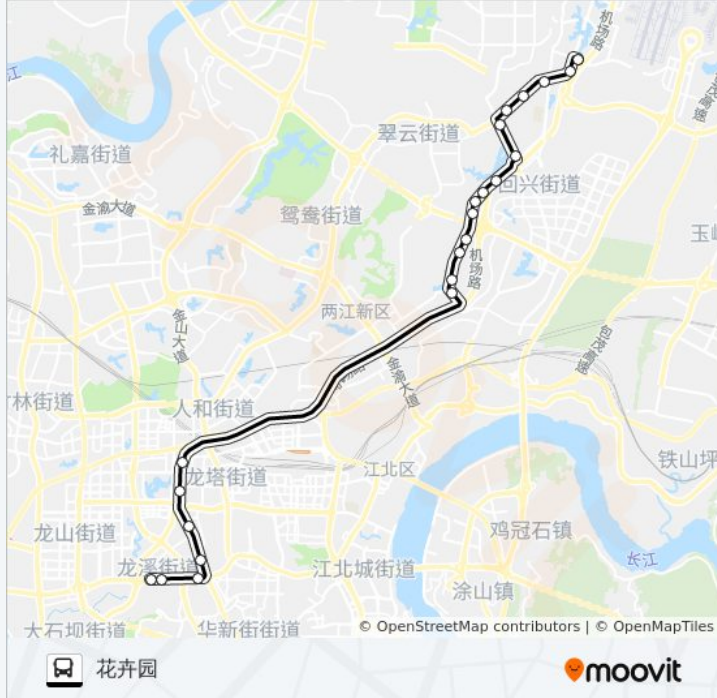 机场路
江
茂高速
翠云街道
礼嘉街道
回兴街道
金渝大道
鸳鸯街道
玉
机场路
两江新区
金山大道
包茂高速
金渝大道
竹林街道
人和街道
铁山坪
龙塔街道
江北区
龙山街道
鸡冠石镇
长江
龙溪街道
江北城街道
涂山镇
大石坝街道
华新街街道
© OpenStreetMap contributors | © OpenMapTiles
花卉园
moovit